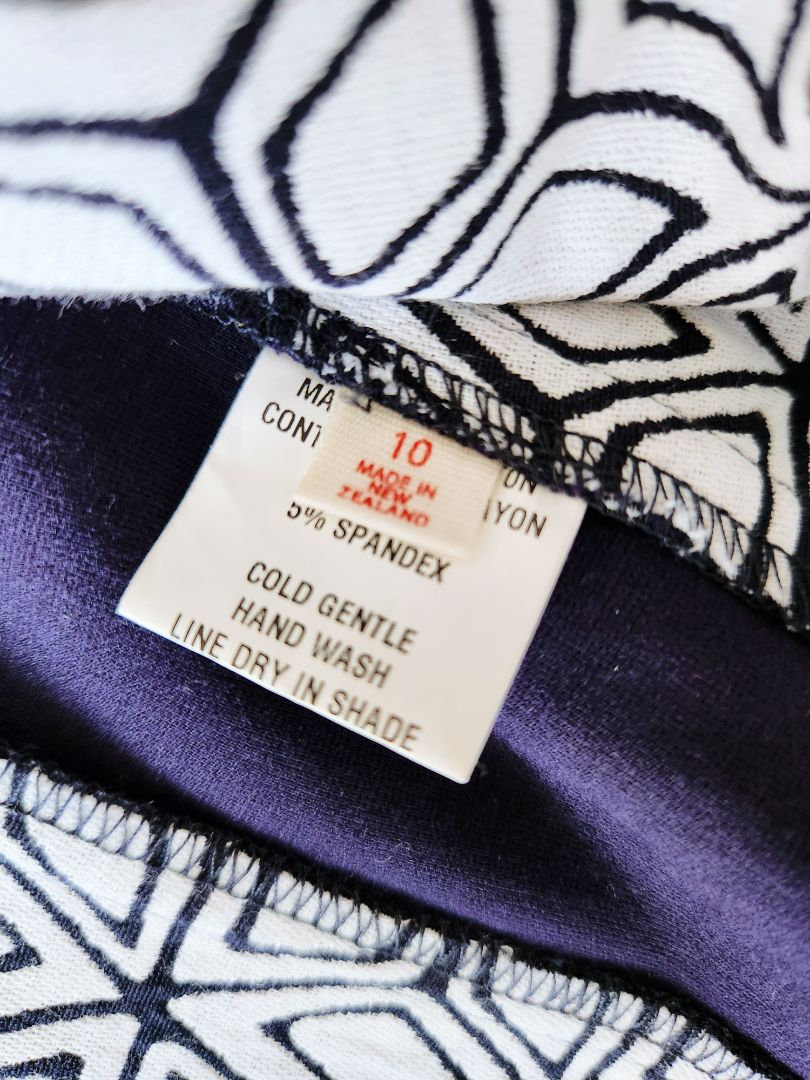 10
MADE IN
NEW
ZEALAND
5% SPANDEX
COLD GENTLE
HAND WASH
LINE DRY IN SHADE